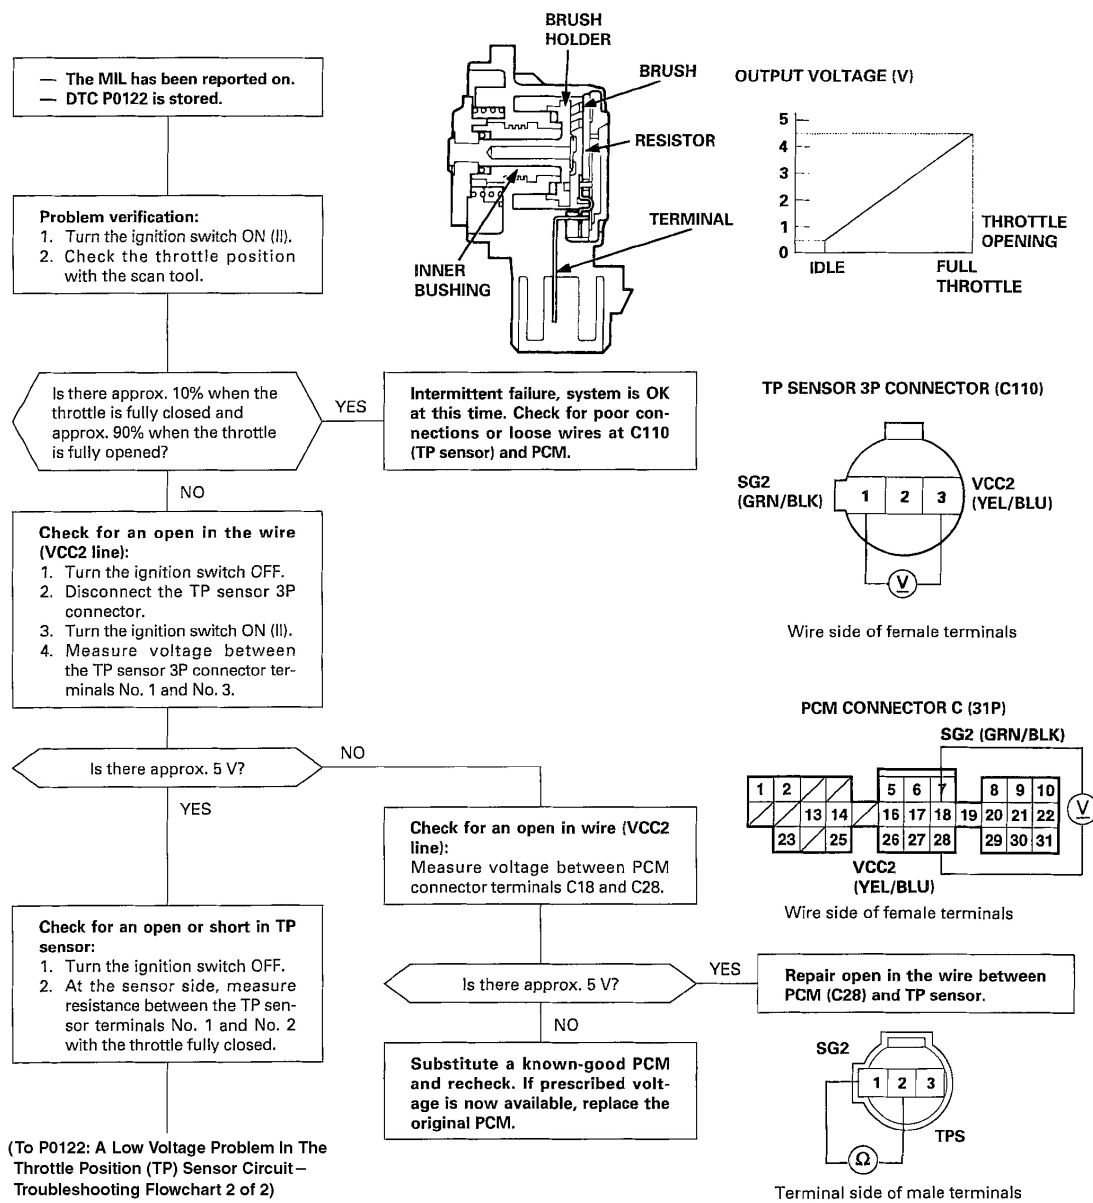 — The MIL has been reported on.
— DTC P0122 is stored.
Problem verification:
1. Turn the ignition switch ON (II).
2. Check the throttle position
with the scan tool.
Is there approx. 10% when the
throttle is fully closed and
approx. 90% when the throttle
is fully opened?
YES
Intermittent failure, system is OK
at this time. Check for poor con-
nections or loose wires at C110
(TP sensor) and PCM.
NO
Check for an open in the wire
(VCC2 line):
1. Turn the ignition switch OFF.
2. Disconnect the TP sensor 3P
connector.
3. Turn the ignition switch ON (II).
4. Measure voltage between
the TP sensor 3P connector ter-
minals No. 1 and No. 3.
Is there approx. 5 V?
NO
YES
Check for an open in wire (VCC2
line):
Measure voltage between PCM
connector terminals C18 and C28.
Check for an open or short in TP
sensor:
1. Turn the ignition switch OFF.
2. At the sensor side, measure
resistance between the TP sen-
sor terminals No. 1 and No. 2
with the throttle fully closed.
Is there approx. 5 V?
YES
Repair open in the wire between
PCM (C28) and TP sensor.
NO
Substitute a known-good PCM
and recheck. If prescribed volt-
age is now available, replace the
original PCM.
(To P0122: A Low Voltage Problem In The
Throttle Position (TP) Sensor Circuit—
Troubleshooting Flowchart 2 of 2)
BRUSH
HOLDER
BRUSH
RESISTOR
TERMINAL
INNER
BUSHING
OUTPUT VOLTAGE (V)
5
4
3
2
1
0
IDLE
FULL
THROTTLE
THROTTLE
OPENING
TP SENSOR 3P CONNECTOR (C110)
SG2
(GRN/BLK)
1 2 3
VCC2
(YEL/BLU)
V
Wire side of female terminals
PCM CONNECTOR C (31P)
SG2 (GRN/BLK)
1 2 5 6 7 8 9 10
13 14 16 17 18 19 20 21 22
23 25 26 27 28 29 30 31
V
VCC2
(YEL/BLU)
Wire side of female terminals
SG2
1 2 3
TPS
Ω
Terminal side of male terminals